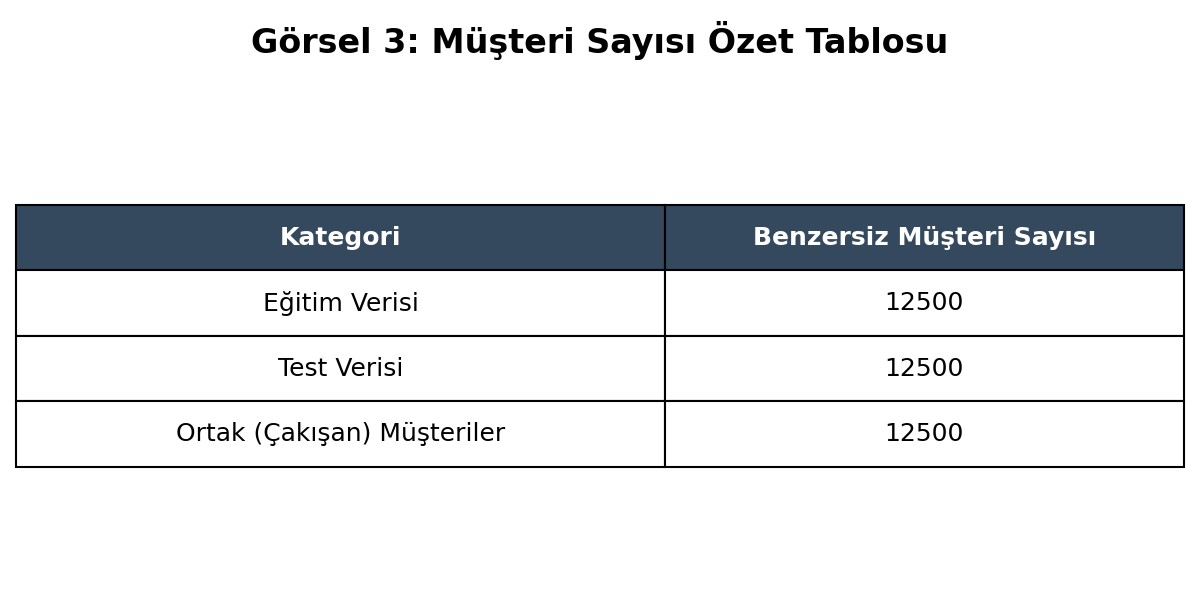 Görsel 3: Müşteri Sayısı Özet Tablosu
Kategori Benzersiz Müşteri Sayısı
Eğitim Verisi 12500
Test Verisi 12500
Ortak (Çakışan) Müşteriler 12500